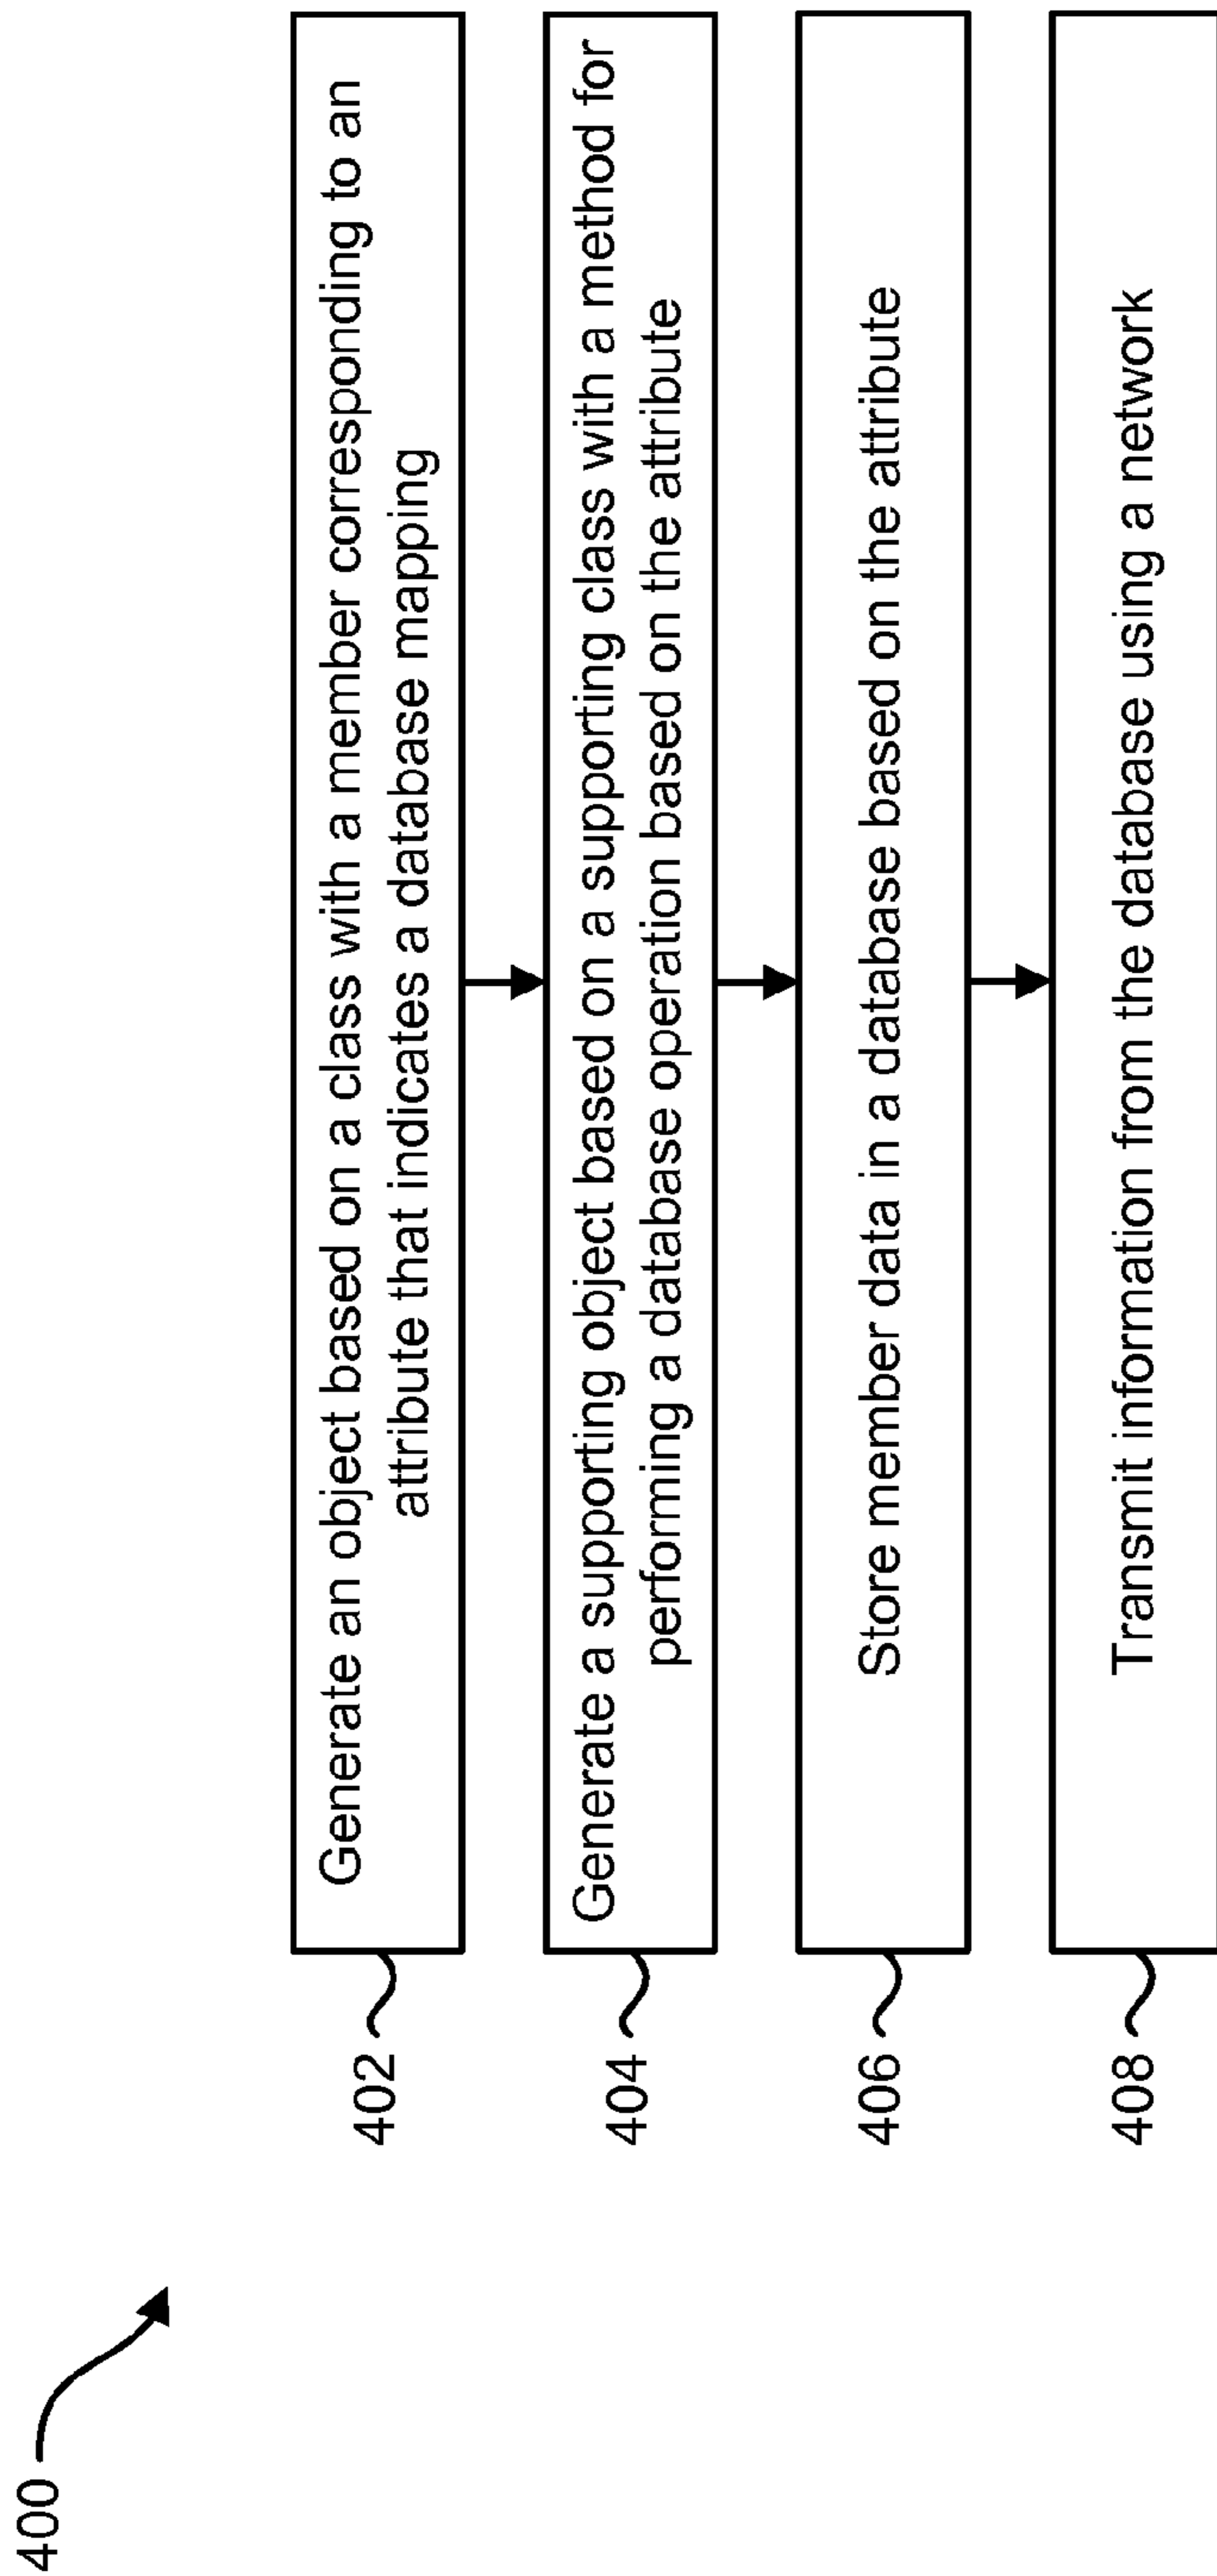 400
402
Generate an object based on a class with a member corresponding to an
attribute that indicates a database mapping
404
Generate a supporting object based on a supporting class with a method for
performing a database operation based on the attribute
406
Store member data in a database based on the attribute
408
Transmit information from the database using a network